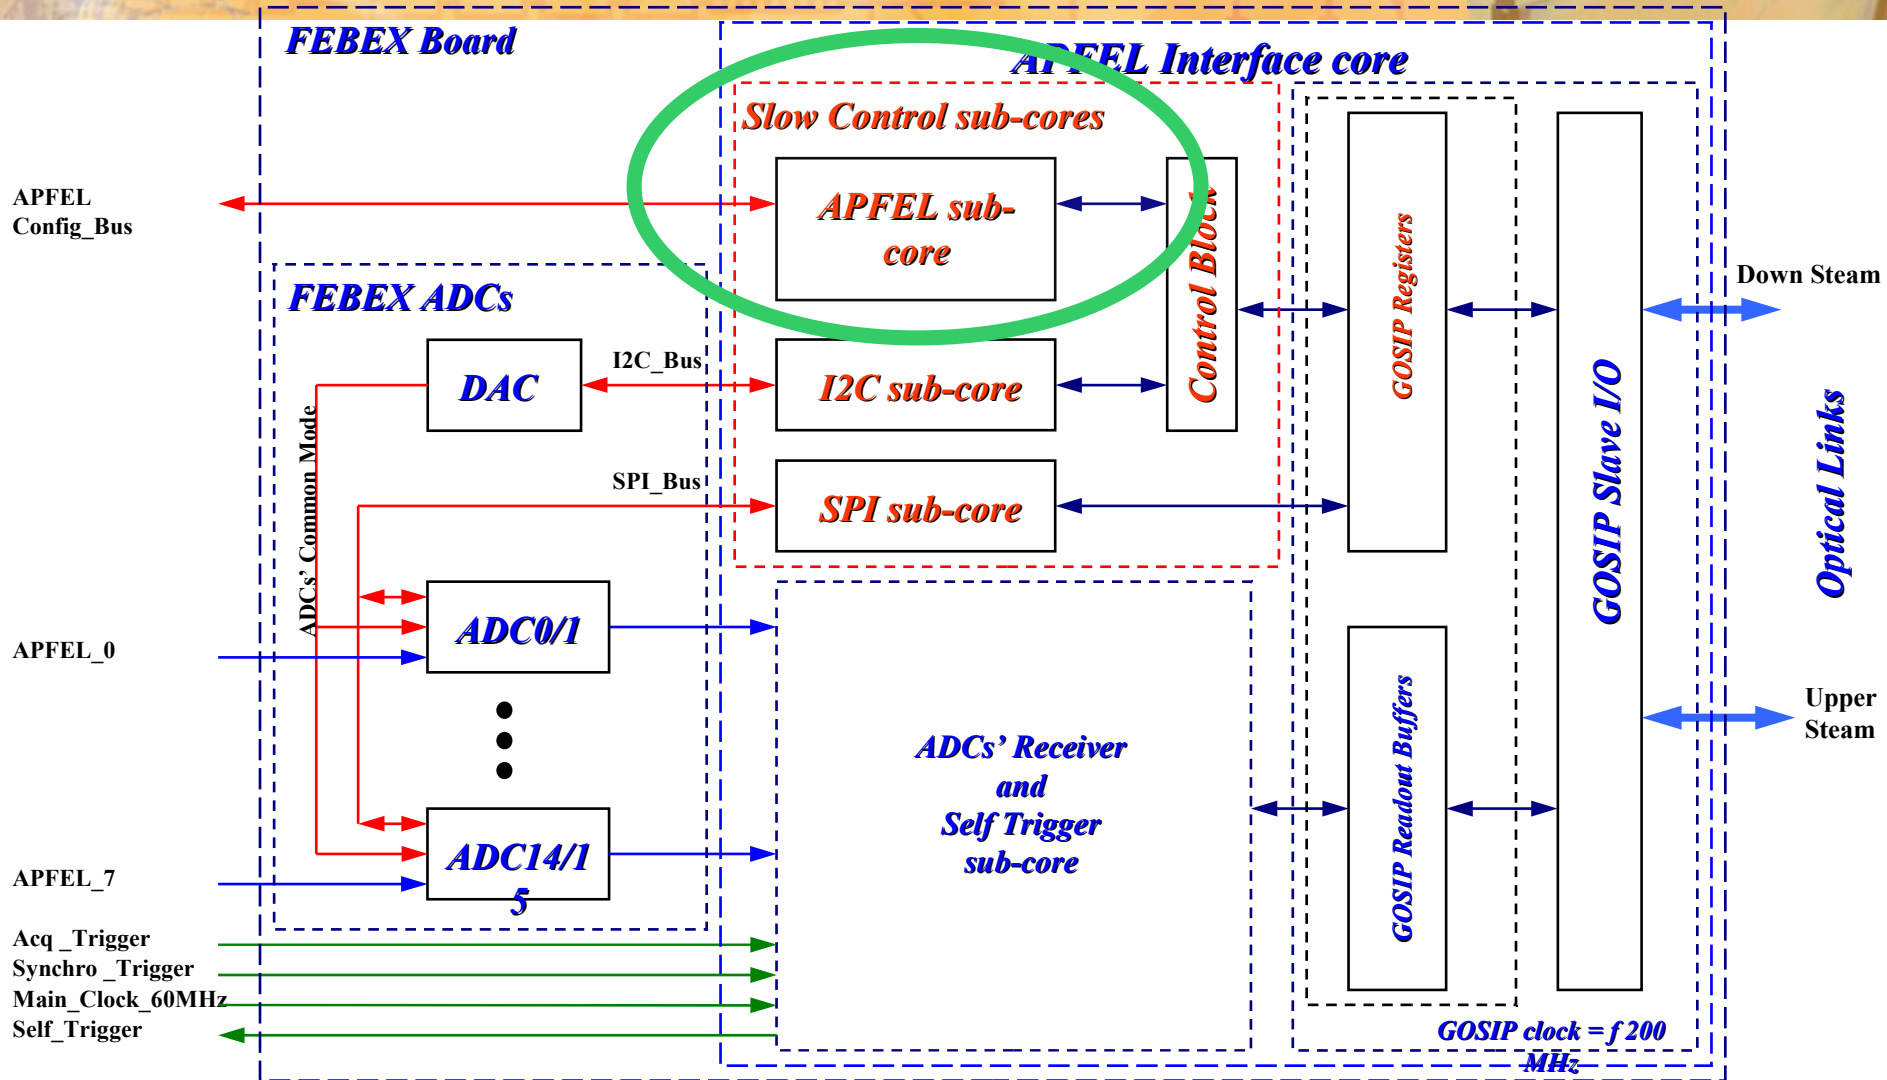 FEBEX Board
APFEL Interface core
Slow Control sub-cores
APFEL
Config_Bus
APFEL sub-
core
Control Block
GOSIP Registers
GOSIP Slave I/O
Down Steam
Optical Links
FEBEX ADCs
DAC
I2C_Bus
I2C sub-core
ADCs' Common Mode
SPI_Bus
SPI sub-core
APFEL_0
ADC0/1
ADCs' Receiver
and
Self Trigger
sub-core
GOSIP Readout Buffers
Upper
Steam
APFEL_7
ADC14/1
5
Acq _Trigger
Synchro _Trigger
Main_Clock_60MHz
Self_Trigger
GOSIP clock = f 200
MHz